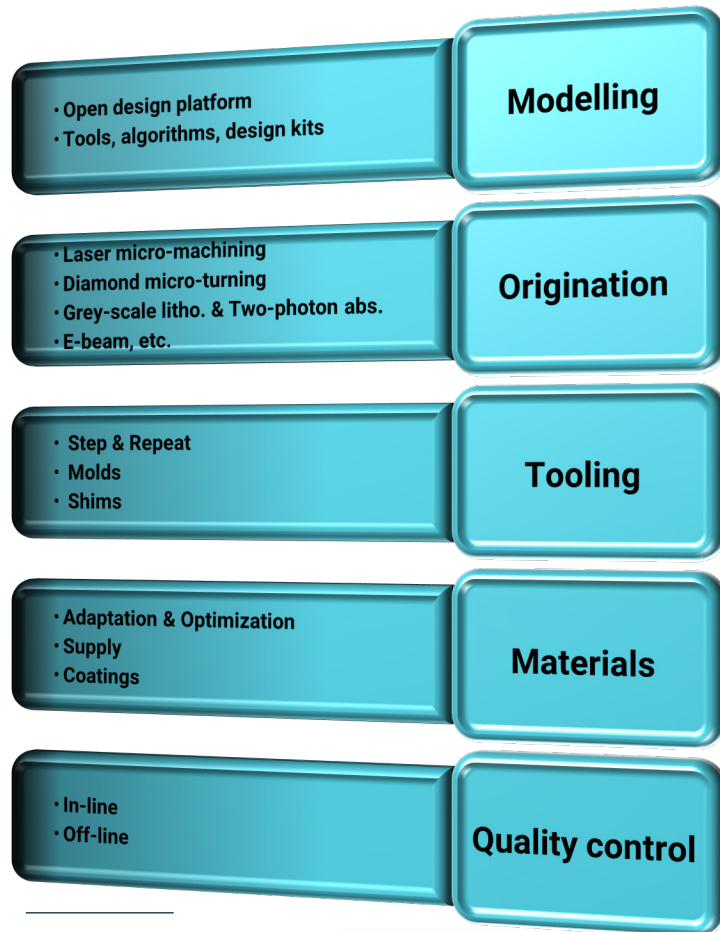 • Open design platform
• Tools, algorithms, design kits
Modelling
• Laser micro-machining
• Diamond micro-turning
• Grey-scale litho. & Two-photon abs.
• E-beam, etc.
Origination
• Step & Repeat
• Molds
• Shims
Tooling
• Adaptation & Optimization
• Supply
• Coatings
Materials
• In-line
• Off-line
Quality control